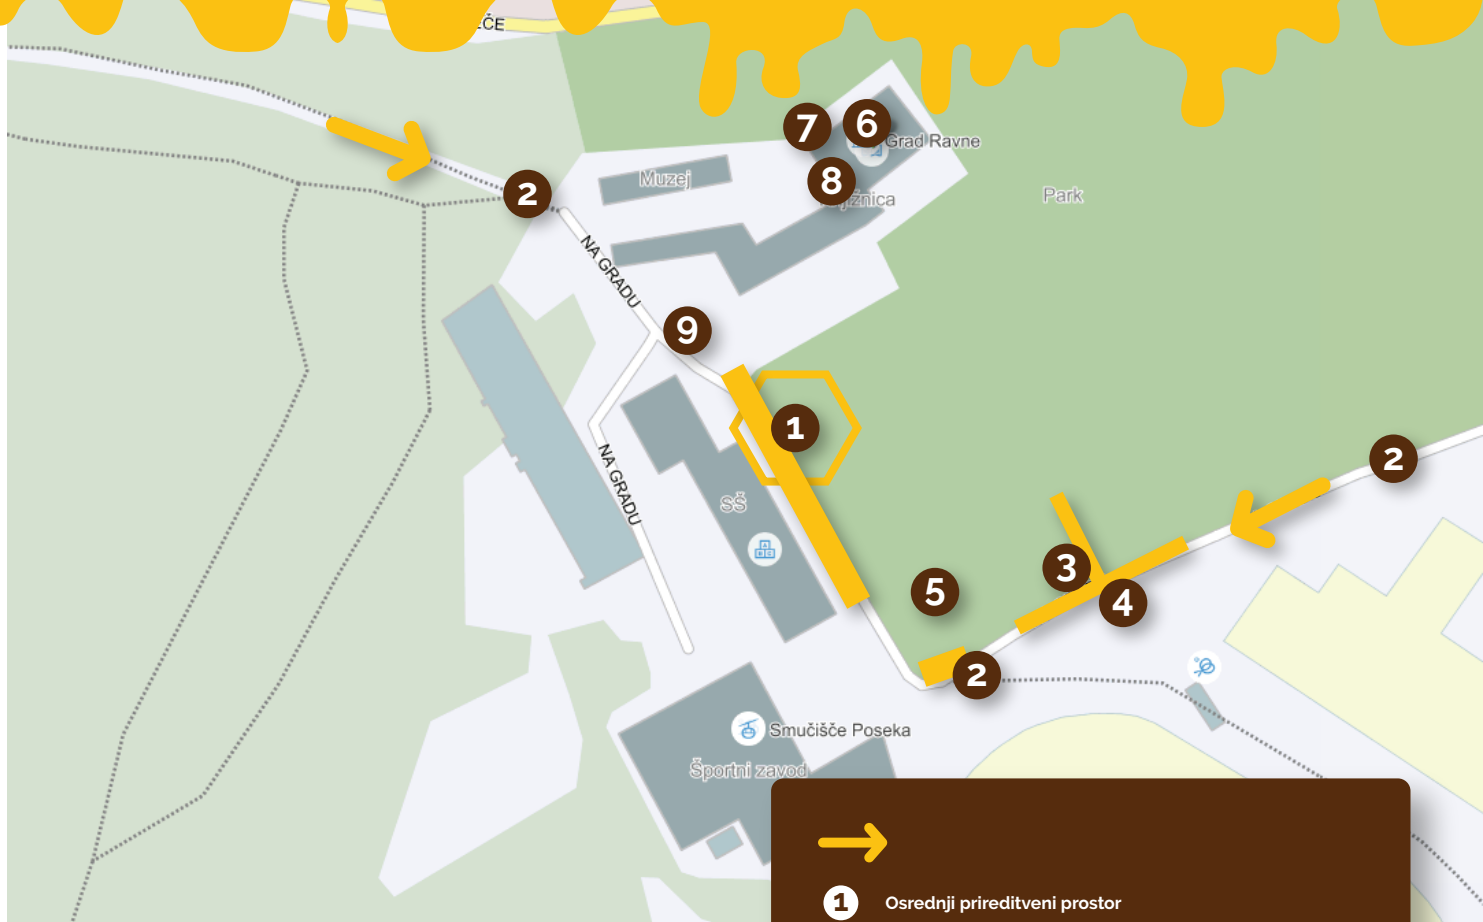 ČE
7
6
Grad Ravne
Muzej
8
2
Park
NA GRADU
9
1
2
NA GRADU
SŠ
3
5
4
2
Smučišče Poseka
Športni zavod
1 Osrednji prireditveni prostor